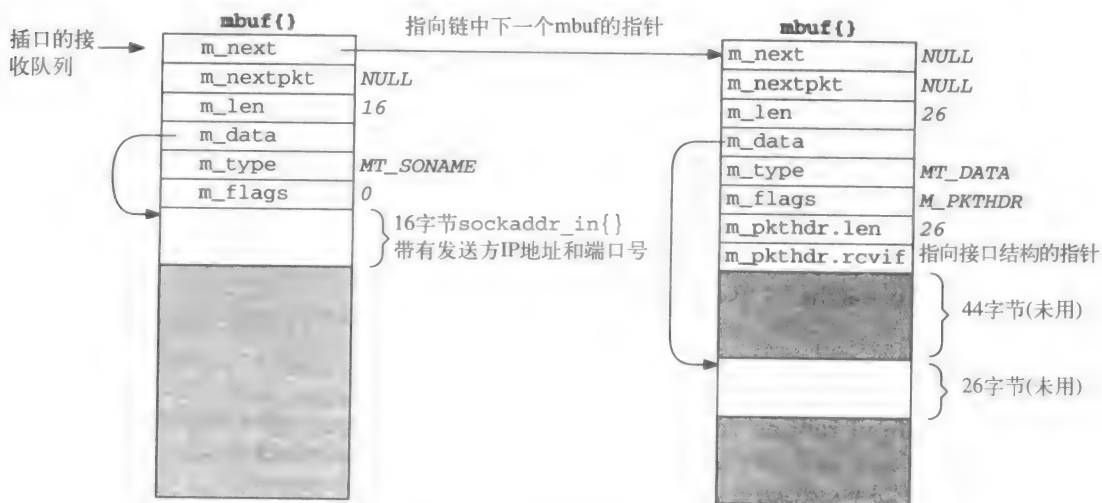 mbuf{}
指向链中下一个mbuf的指针
mbuf{}
插口的接
收队列
m_next
m_nextpkt NULL
m_len 16
m_data
m_type MT_SONAME
m_flags 0
16字节sockaddr_in{}
带有发送方IP地址和端口号
m_next NULL
m_nextpkt NULL
m_len 26
m_data
m_type MT_DATA
m_flags M_PKTHDR
m_pkthdr.len 26
m_pkthdr.rcvif 指向接口结构的指针
44字节(未用)
26字节(未用)